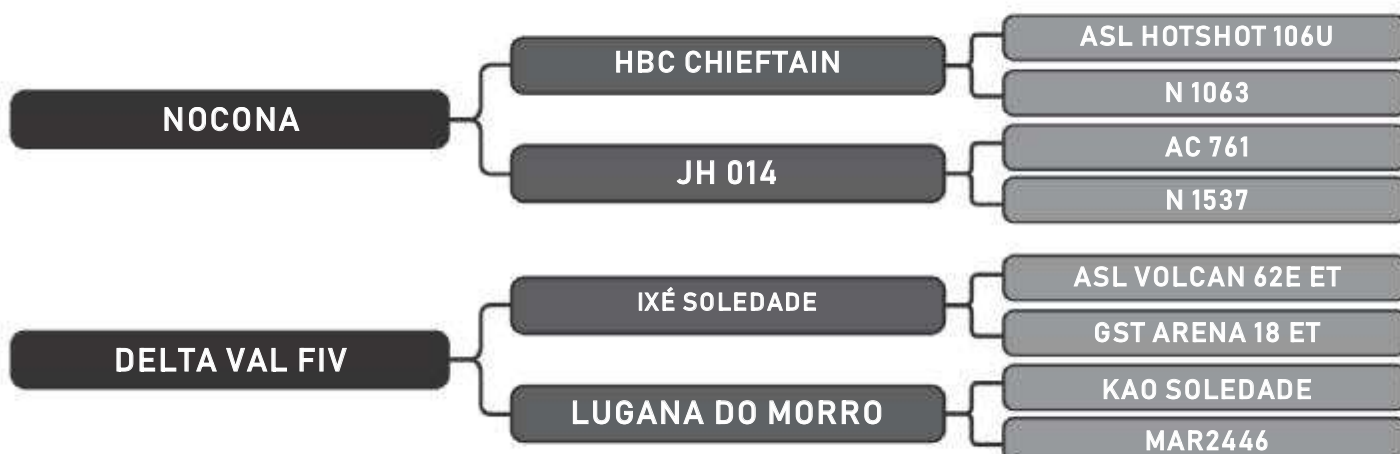 NOCONA
HBC CHIEFTAIN
ASL HOTSHOT 106U
N 1063
JH 014
AC 761
N 1537
DELTA VAL FIV
IXÉ SOLEDADE
ASL VOLCAN 62E ET
GST ARENA 18 ET
LUGANA DO MORRO
KAO SOLEDADE
MAR2446